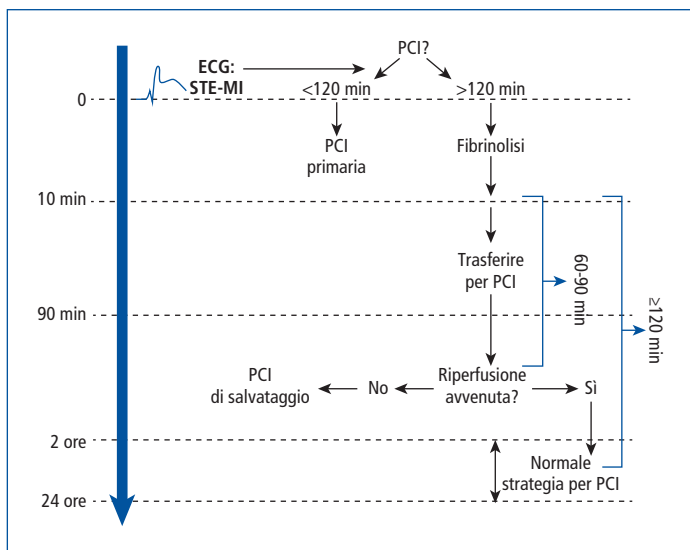 PCI?
ECG:
STE-MI
<120 min
>120 min
0
PCI
primaria
Fibrinolisi
10 min
Trasferire
per PCI
60-90 min
≥120 min
90 min
PCI
di salvataggio
No
Riperfusione
avvenuta?
Sì
2 ore
Normale
strategia per PCI
24 ore